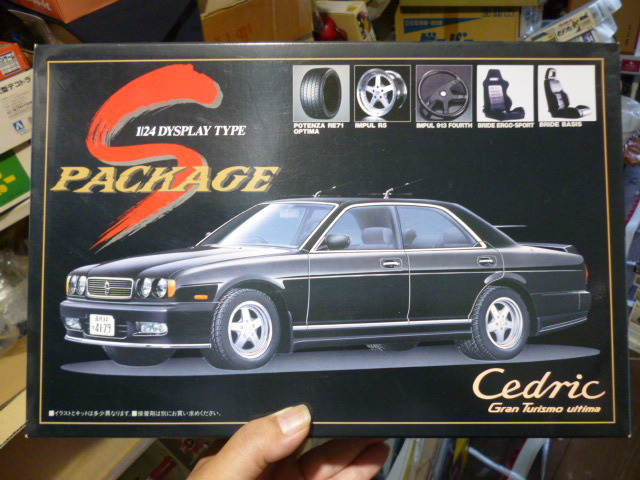 S
1/24 DYSPLAY TYPE
PACKAGE
POTENZA RE71
OPTIMA
IMPUL R5
IMPUL 913 FOURTH
BRIDE ERGO-SPORT
BRIDE BASIS
4179
Cedric
Gran Turismo ultima
■イラストとキットは多少異なります。■接着剤は別にお買い求めください。